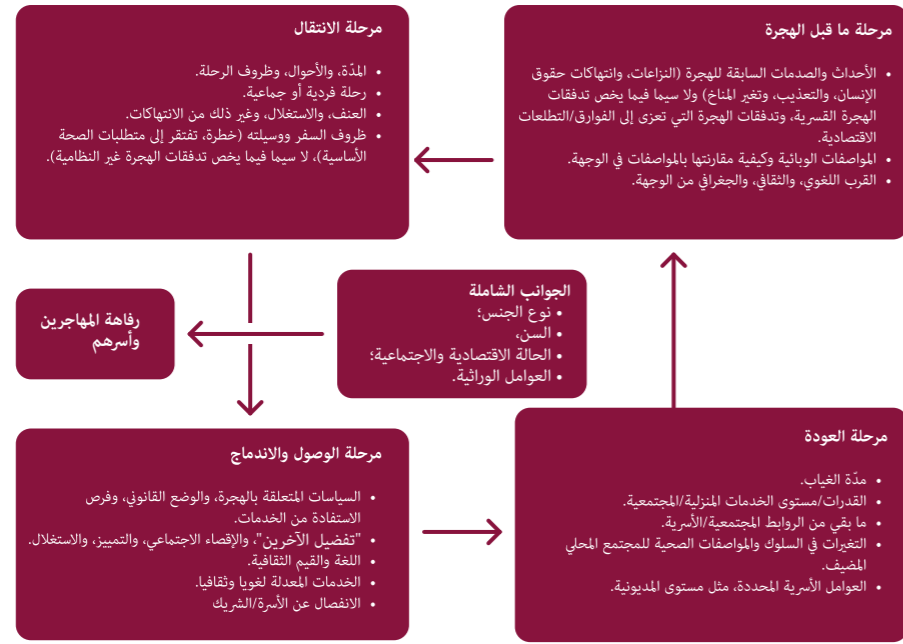 مرحلة ما قبل الهجرة
• الأحداث والصدمات السابقة للهجرة (النزاعات، وانتهاكات حقوق
الإنسان، والتعذيب، وتغير المناخ) ولا سيما فيما يخص تدفقات
الهجرة القسرية، وتدفقات الهجرة التي تعزى إلى الفوارق/التطلعات
الاقتصادية.
• المواصفات الوبائية وكيفية مقارنتها بالمواصفات في الوجهة.
• القرب اللغوي، والثقافي، والجغرافي من الوجهة.
مرحلة الانتقال
• المدّة، والأحوال، وظروف الرحلة.
• رحلة فردية أو جماعية.
• العنف، والاستغلال، وغير ذلك من الانتهاكات.
• ظروف السفر ووسيلته (خطرة، تفتقر إلى متطلبات الصحة
الأساسية)، لا سيما فيما يخص تدفقات الهجرة غير النظامية).
الجوانب الشاملة
• نوع الجنس؛
• السن،
• الحالة الاقتصادية والاجتماعية؛
• العوامل الوراثية.
رفاهة المهاجرين
وأسرهم
مرحلة الوصول والاندماج
• السياسات المتعلقة بالهجرة، والوضع القانوني، وفرص
الاستفادة من الخدمات.
• "تفضيل الآخرين"، والإقصاء الاجتماعي، والتمييز، والاستغلال.
• اللغة والقيم الثقافية.
• الخدمات المعدلة لغويا وثقافيا.
• الانفصال عن الأسرة/الشريك
مرحلة العودة
• مدّة الغياب.
• القدرات/مستوى الخدمات المنزلية/المجتمعية.
• ما بقي من الروابط المجتمعية/الأسرية.
• التغيرات في السلوك والمواصفات الصحية للمجتمع المحلي
المضيف.
• العوامل الأسرية المحددة، مثل مستوى المديونية.